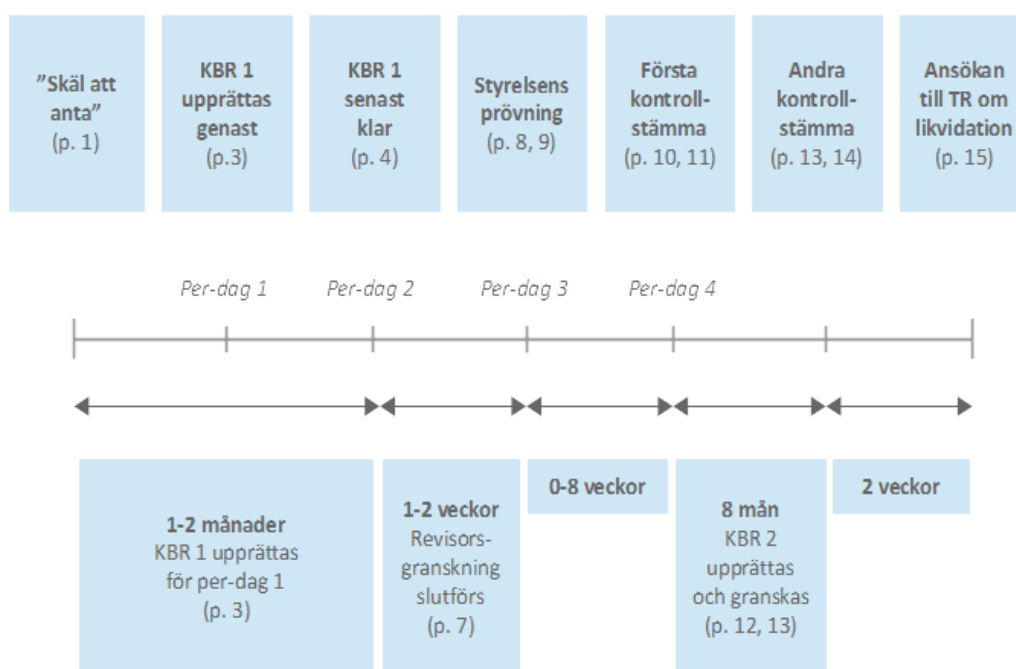 ”Skäl att
anta”
(p. 1)
KBR 1
upprättas
genast
(p.3)
KBR 1
senast
klar
(p. 4)
Styrelsens
prövning
(p. 8, 9)
Första
kontroll-
stämma
(p. 10, 11)
Andra
kontroll-
stämma
(p. 13, 14)
Ansökan
till TR om
likvidation
(p. 15)
Per-dag 1
Per-dag 2
Per-dag 3
Per-dag 4
1-2 månader
KBR 1 upprättas
för per-dag 1
(p. 3)
1-2 veckor
Revisors-
granskning
slutförs
(p. 7)
0-8 veckor
8 mån
KBR 2
upprättas
och granskas
(p. 12, 13)
2 veckor